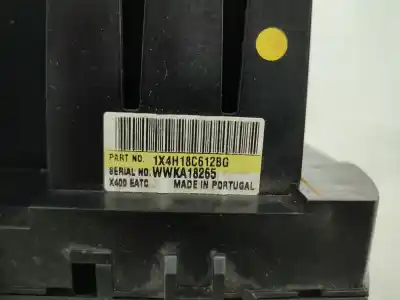 PART NO. 1X4H18C612BG
SERIAL NO. WWKA18265
X400 EATC MADE IN PORTUGAL